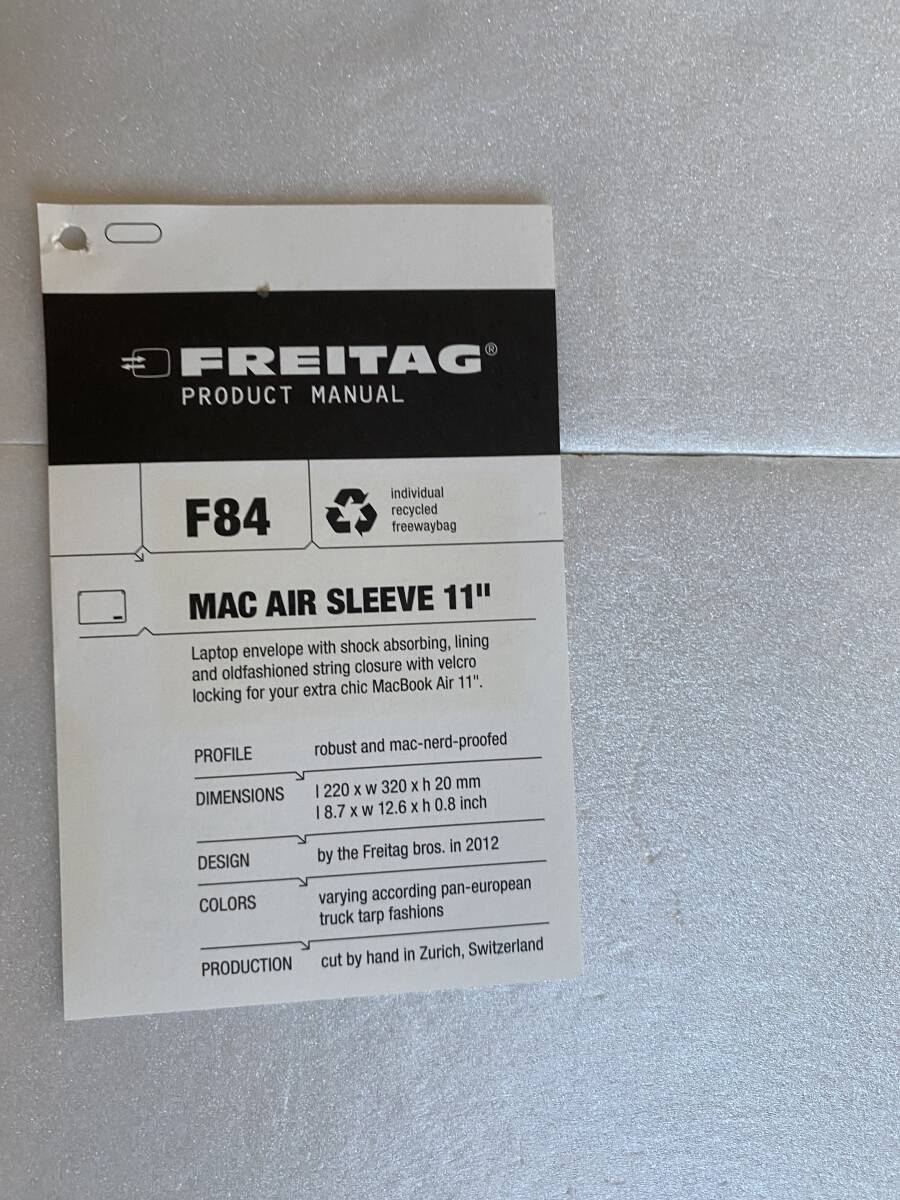 FREITAG®
PRODUCT MANUAL
F84
individual
recycled
freewaybag
MAC AIR SLEEVE 11"
Laptop envelope with shock absorbing, lining
and oldfashioned string closure with velcro
locking for your extra chic MacBook Air 11".
PROFILE robust and mac-nerd-proofed
DIMENSIONS l 220 x w 320 x h 20 mm
l 8.7 x w 12.6 x h 0.8 inch
DESIGN by the Freitag bros. in 2012
COLORS varying according pan-european
truck tarp fashions
PRODUCTION cut by hand in Zurich, Switzerland